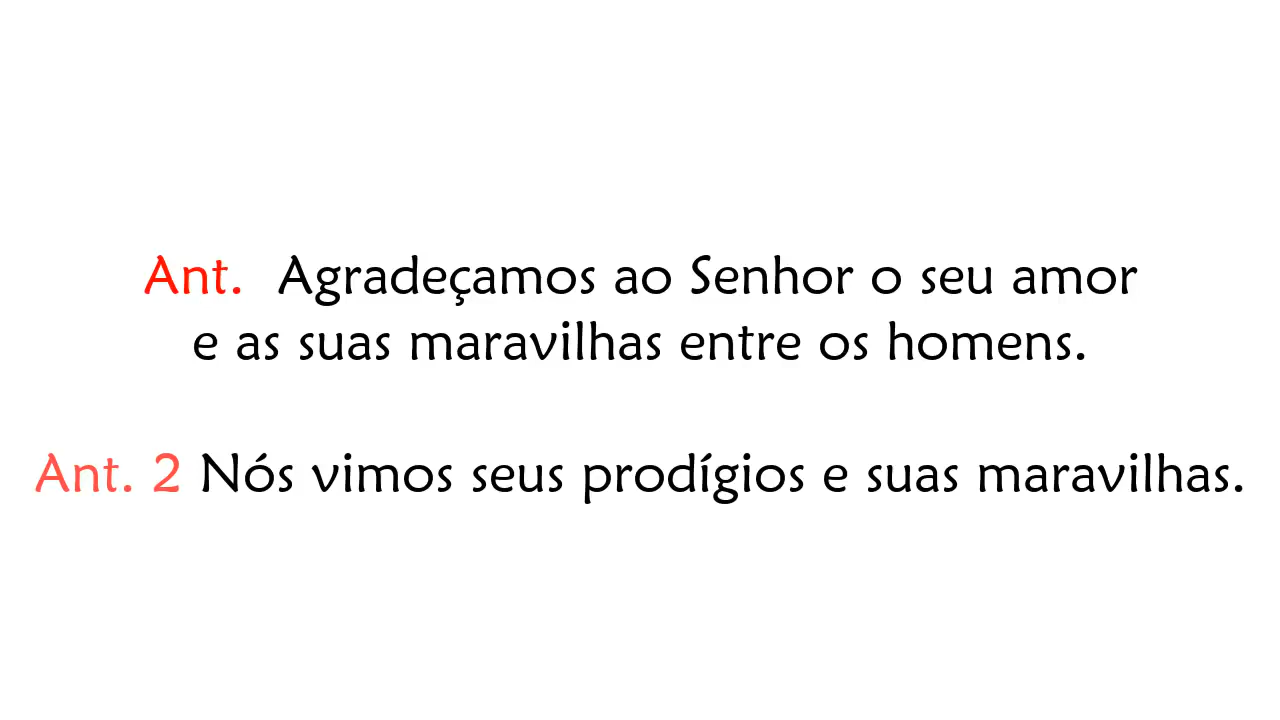 Ant. Agradeçamos ao Senhor o seu amor
e as suas maravilhas entre os homens.
Ant. 2 Nós vimos seus prodígios e suas maravilhas.